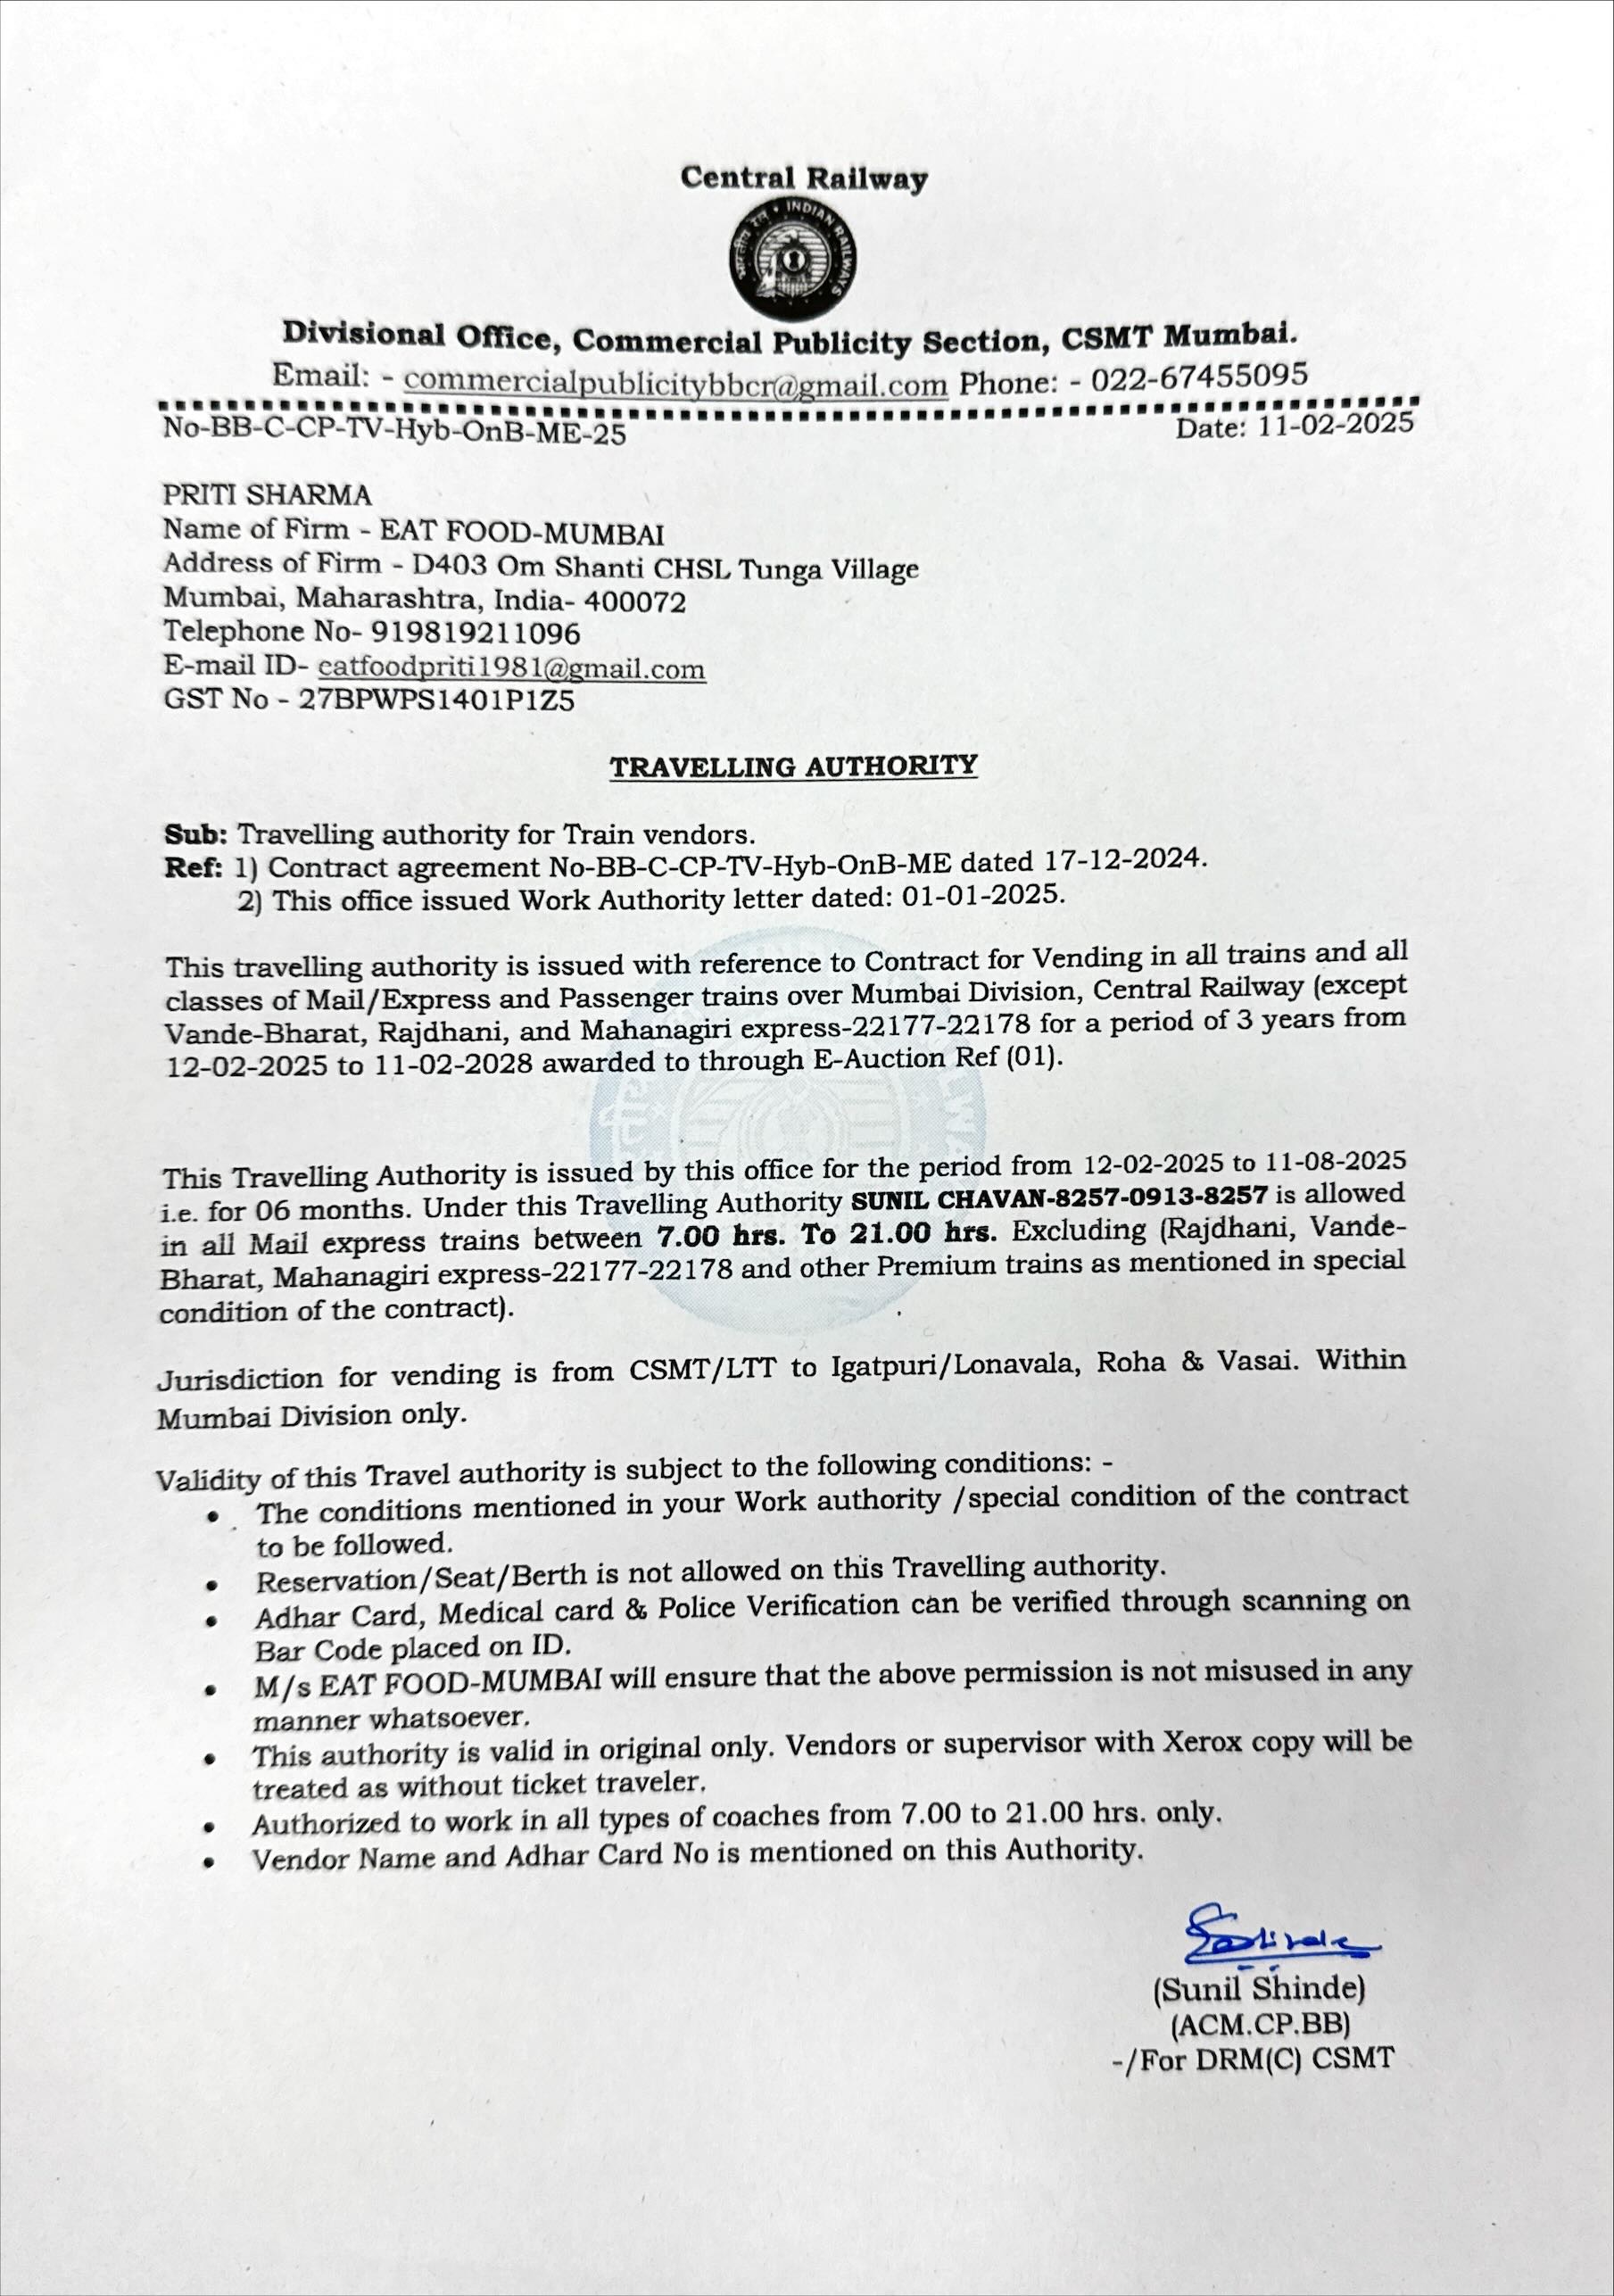 Central Railway
भारतीय रेल • INDIAN RAILWAYS
Divisional Office, Commercial Publicity Section, CSMT Mumbai.
Email: - commercialpublicitybbcr@gmail.com Phone: - 022-67455095
No-BB-C-CP-TV-Hyb-OnB-ME-25 Date: 11-02-2025
PRITI SHARMA
Name of Firm - EAT FOOD-MUMBAI
Address of Firm - D403 Om Shanti CHSL Tunga Village
Mumbai, Maharashtra, India- 400072
Telephone No- 919819211096
E-mail ID- eatfoodpriti1981@gmail.com
GST No - 27BPWPS1401P1Z5
TRAVELLING AUTHORITY
Sub: Travelling authority for Train vendors.
Ref: 1) Contract agreement No-BB-C-CP-TV-Hyb-OnB-ME dated 17-12-2024.
2) This office issued Work Authority letter dated: 01-01-2025.
This travelling authority is issued with reference to Contract for Vending in all trains and all
classes of Mail/Express and Passenger trains over Mumbai Division, Central Railway (except
Vande-Bharat, Rajdhani, and Mahanagiri express-22177-22178 for a period of 3 years from
12-02-2025 to 11-02-2028 awarded to through E-Auction Ref (01).
This Travelling Authority is issued by this office for the period from 12-02-2025 to 11-08-2025
i.e. for 06 months. Under this Travelling Authority SUNIL CHAVAN-8257-0913-8257 is allowed
in all Mail express trains between 7.00 hrs. To 21.00 hrs. Excluding (Rajdhani, Vande-
Bharat, Mahanagiri express-22177-22178 and other Premium trains as mentioned in special
condition of the contract).
Jurisdiction for vending is from CSMT/LTT to Igatpuri/Lonavala, Roha & Vasai. Within
Mumbai Division only.
Validity of this Travel authority is subject to the following conditions: -
• The conditions mentioned in your Work authority /special condition of the contract
to be followed.
• Reservation/Seat/Berth is not allowed on this Travelling authority.
• Adhar Card, Medical card & Police Verification can be verified through scanning on
Bar Code placed on ID.
• M/s EAT FOOD-MUMBAI will ensure that the above permission is not misused in any
manner whatsoever.
• This authority is valid in original only. Vendors or supervisor with Xerox copy will be
treated as without ticket traveler.
• Authorized to work in all types of coaches from 7.00 to 21.00 hrs. only.
• Vendor Name and Adhar Card No is mentioned on this Authority.
(Sunil Shinde)
(ACM.CP.BB)
-/For DRM(C) CSMT